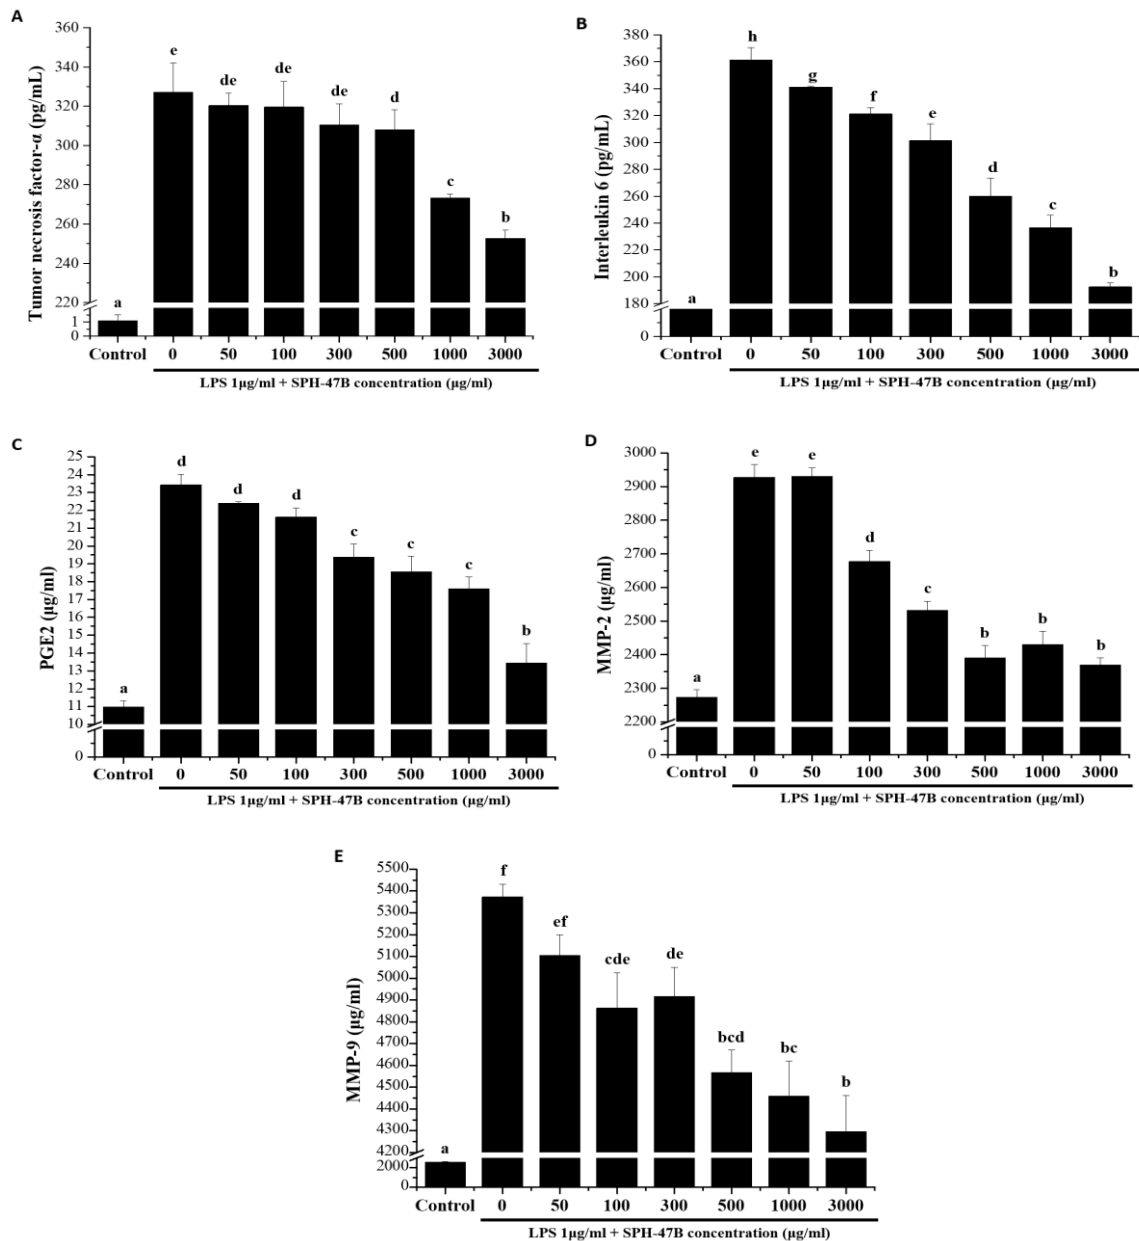 A
Tumor necrosis factor-α (pg/mL)
360
340
320
300
280
260
240
220
1
0
a
e
de
de
de
d
c
b
Control 0 50 100 300 500 1000 3000
LPS 1μg/ml + SPH-47B concentration (μg/ml)
B
Interleukin 6 (pg/mL)
380
360
340
320
300
280
260
240
220
200
180
0
a
h
g
f
e
d
c
b
Control 0 50 100 300 500 1000 3000
LPS 1μg/ml + SPH-47B concentration (μg/ml)
C
PGE2 (μg/ml)
25
24
23
22
21
20
19
18
17
16
15
14
13
12
11
10
0
a
d
d
d
c
c
c
b
Control 0 50 100 300 500 1000 3000
LPS 1μg/ml + SPH-47B concentration (μg/ml)
D
MMP-2 (μg/ml)
3000
2900
2800
2700
2600
2500
2400
2300
2200
0
a
e
e
d
c
b
b
b
Control 0 50 100 300 500 1000 3000
LPS 1μg/ml + SPH-47B concentration (μg/ml)
E
MMP-9 (μg/ml)
5500
5400
5300
5200
5100
5000
4900
4800
4700
4600
4500
4400
4300
4200
2000
0
a
f
ef
cde
de
bcd
bc
b
Control 0 50 100 300 500 1000 3000
LPS 1μg/ml + SPH-47B concentration (μg/ml)